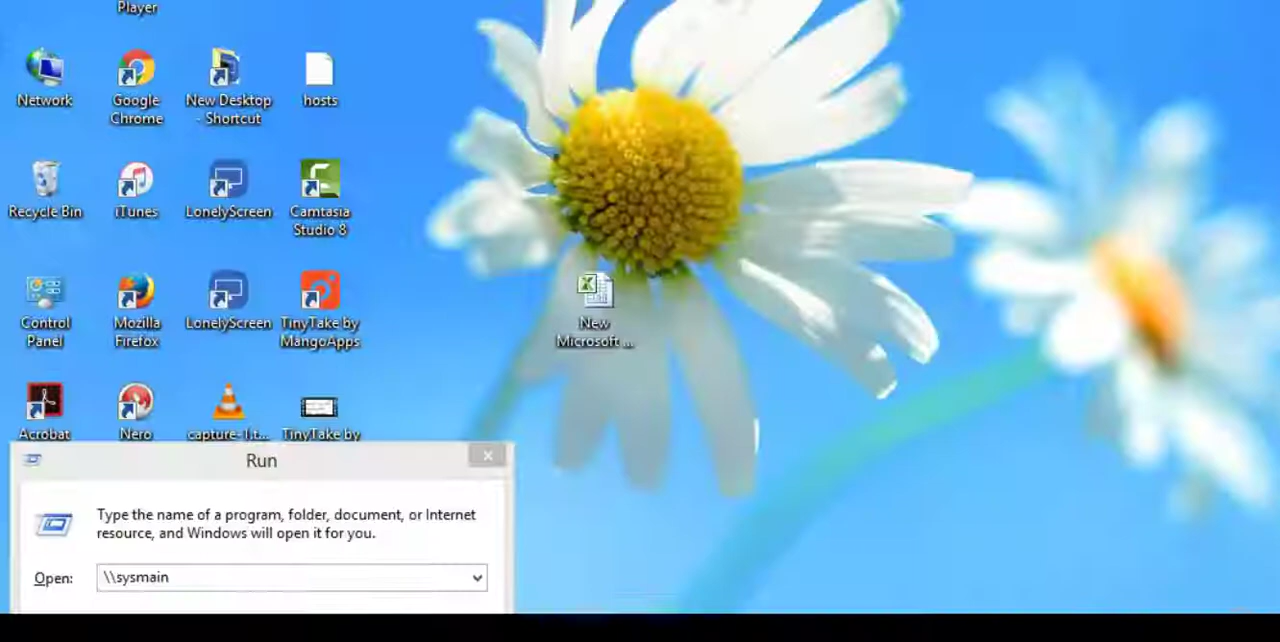 Player
Network
Google
Chrome
New Desktop
- Shortcut
hosts
Recycle Bin
iTunes
LonelyScreen
Camtasia
Studio 8
Control
Panel
Mozilla
Firefox
LonelyScreen
TinyTake by
MangoApps
New
Microsoft ...
Acrobat
Nero
capture-1.t...
TinyTake by
Run
Type the name of a program, folder, document, or Internet
resource, and Windows will open it for you.
Open:
\\sysmain